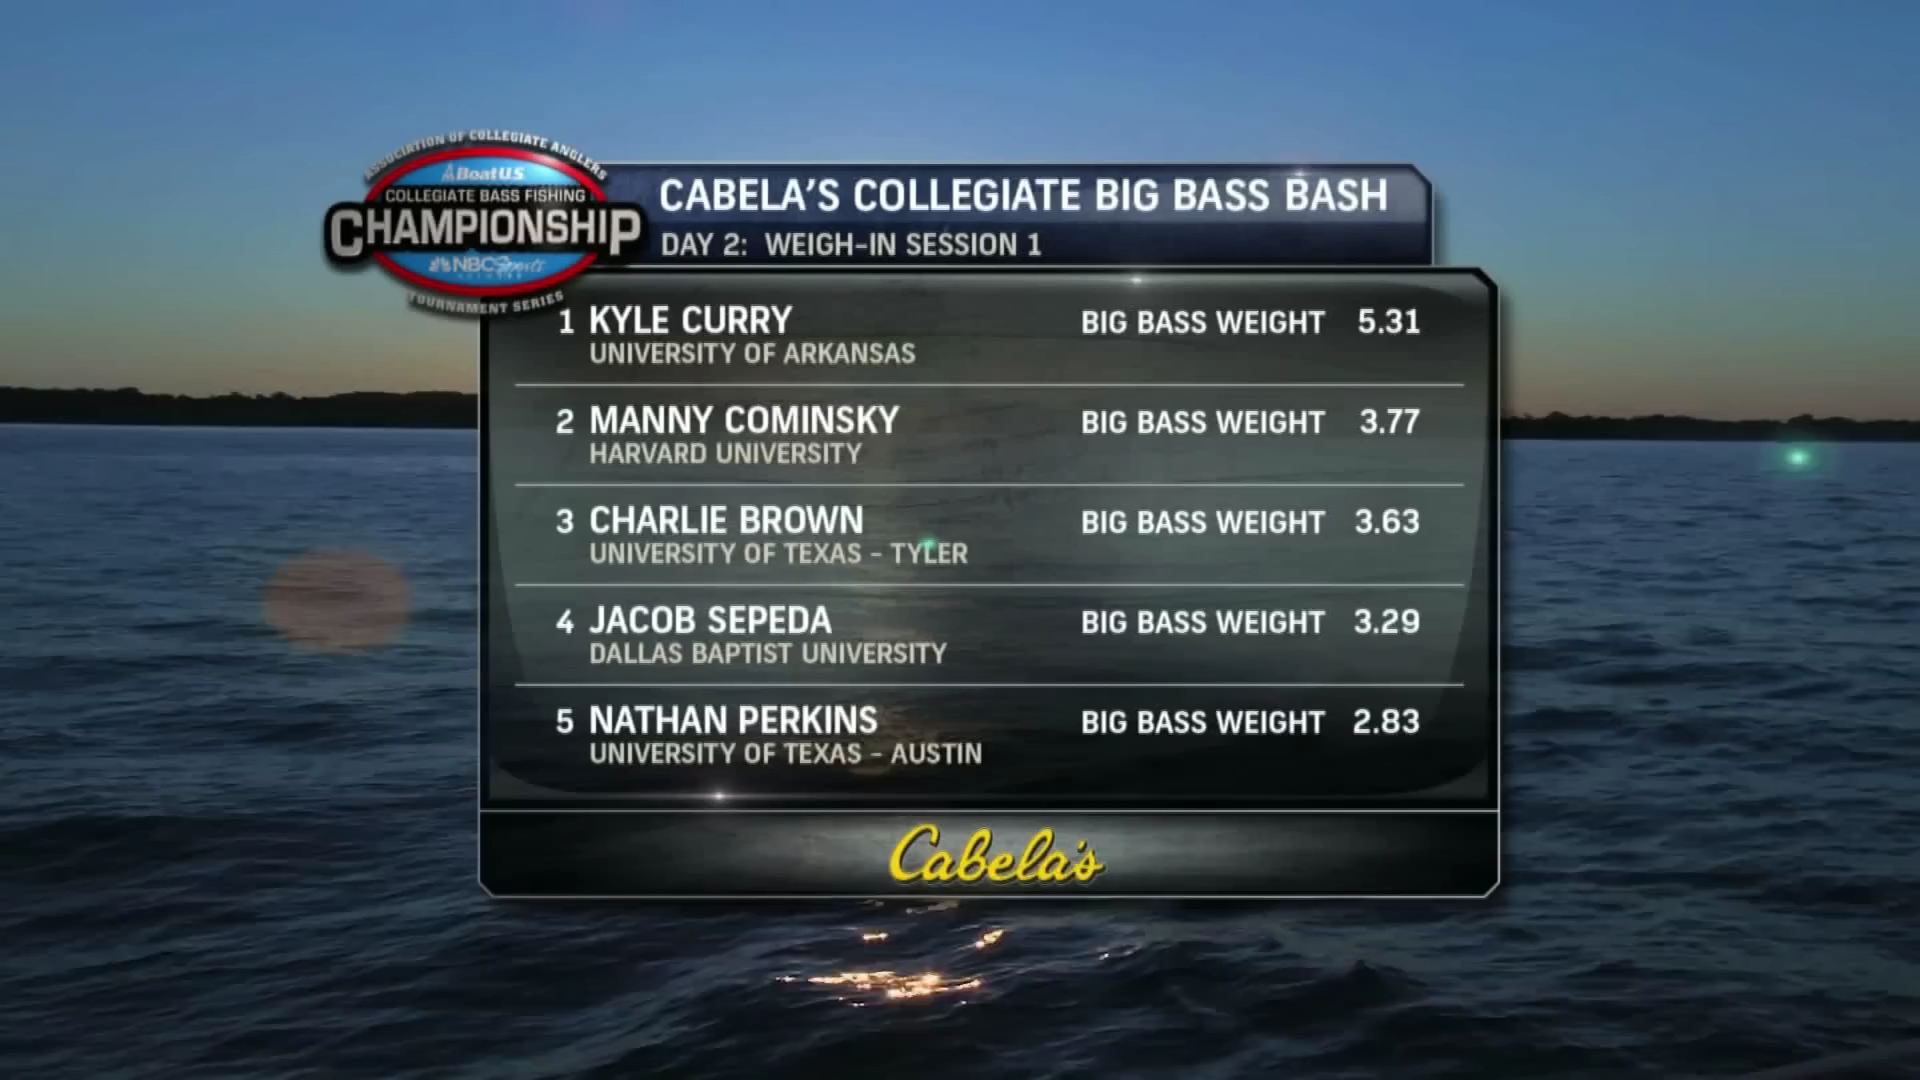 ASSOCIATION OF COLLEGIATE ANGLERS
BoatU.S.
COLLEGIATE BASS FISHING
CHAMPIONSHIP
NBC Sports
NETWORK
TOURNAMENT SERIES
CABELA'S COLLEGIATE BIG BASS BASH
DAY 2: WEIGH-IN SESSION 1
1 KYLE CURRY BIG BASS WEIGHT 5.31
UNIVERSITY OF ARKANSAS
2 MANNY COMINSKY BIG BASS WEIGHT 3.77
HARVARD UNIVERSITY
3 CHARLIE BROWN BIG BASS WEIGHT 3.63
UNIVERSITY OF TEXAS - TYLER
4 JACOB SEPEDA BIG BASS WEIGHT 3.29
DALLAS BAPTIST UNIVERSITY
5 NATHAN PERKINS BIG BASS WEIGHT 2.83
UNIVERSITY OF TEXAS - AUSTIN
Cabela's